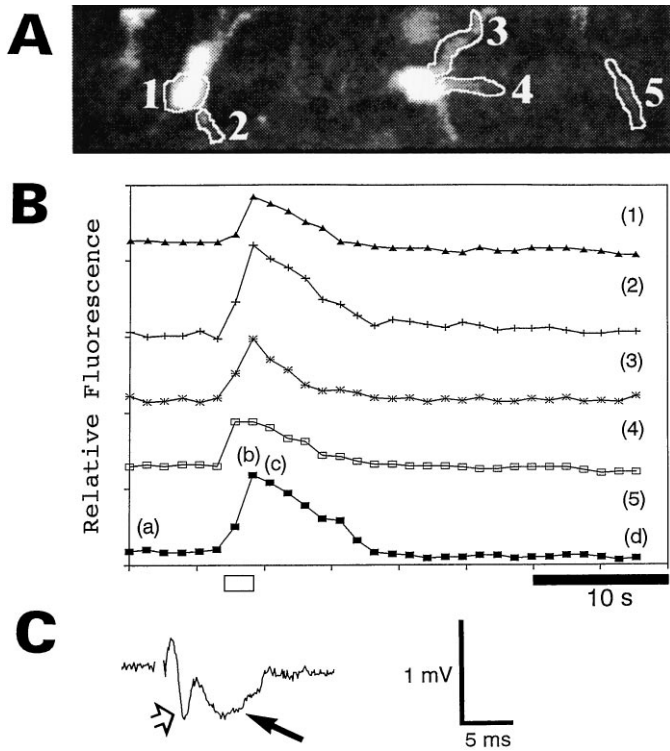 A
1
2
3
4
5
B
Relative Fluorescence
(1)
(2)
(3)
(4)
(5)
(a)
(b)
(c)
(d)
10 s
C
1 mV
5 ms